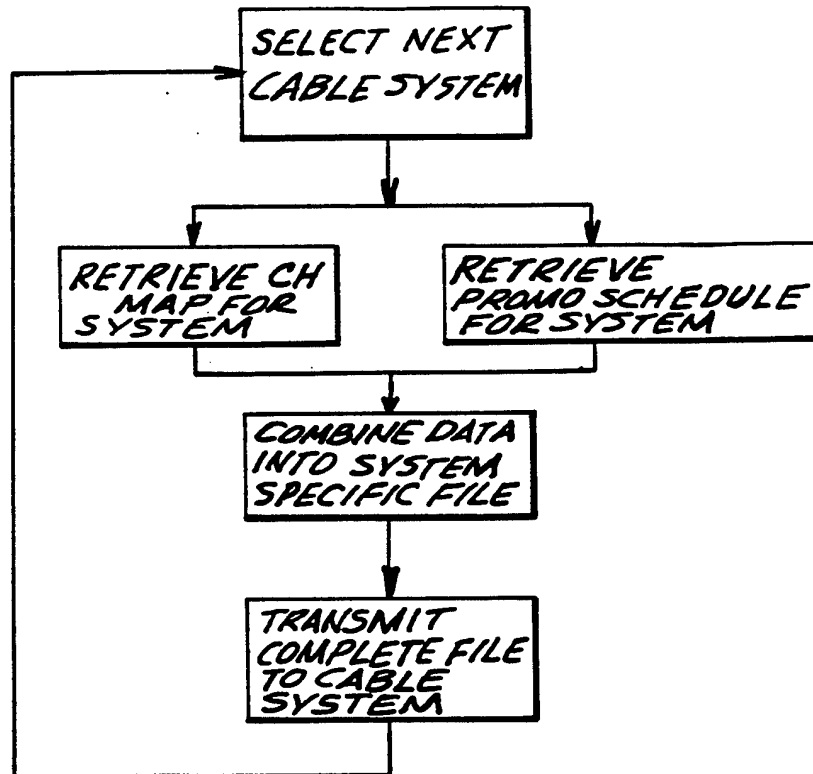 SELECT NEXT
CABLE SYSTEM
RETRIEVE CH
MAP FOR
SYSTEM
RETRIEVE
PROMO SCHEDULE
FOR SYSTEM
COMBINE DATA
INTO SYSTEM
SPECIFIC FILE
TRANSMIT
COMPLETE FILE
TO CABLE
SYSTEM